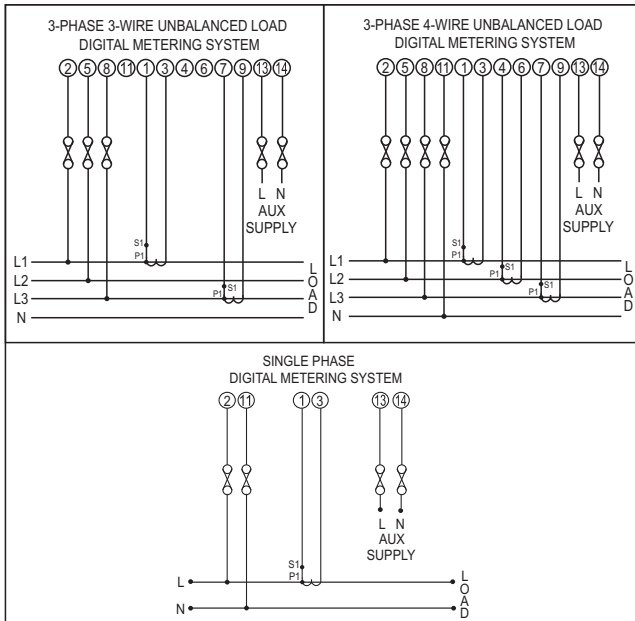 3-PHASE 3-WIRE UNBALANCED LOAD
DIGITAL METERING SYSTEM
2 5 8 11 1 3 4 6 7 9 13 14
L N
AUX
SUPPLY
S1
P1
S1
P1
L1
L2
L3
N
LOAD
3-PHASE 4-WIRE UNBALANCED LOAD
DIGITAL METERING SYSTEM
2 5 8 11 1 3 4 6 7 9 13 14
L N
AUX
SUPPLY
S1
P1
S1
P1
S1
P1
L1
L2
L3
N
LOAD
SINGLE PHASE
DIGITAL METERING SYSTEM
2 11 1 3 13 14
L N
AUX
SUPPLY
S1
P1
L
N
LOAD